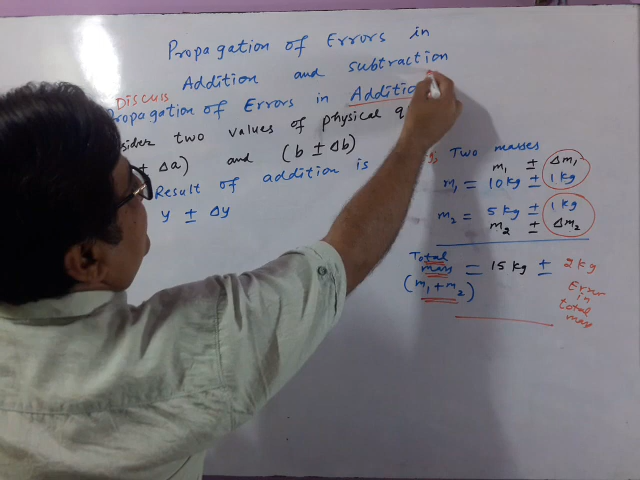 Propagation of Errors in
Addition and subtraction
Discuss
Propagation of Errors in
two values of physical
± Δa) and (b ± Δb)
Result of addition is
y ± Δy
Two masses
m₁ ± Δm₁
m₁ = 10 kg ± 1 kg
m₂ = 5 kg ± 1 kg
m₂ ± Δm₂
Total mass = 15 kg ± 2 kg
(m₁ + m₂)
Error
in
total
mass